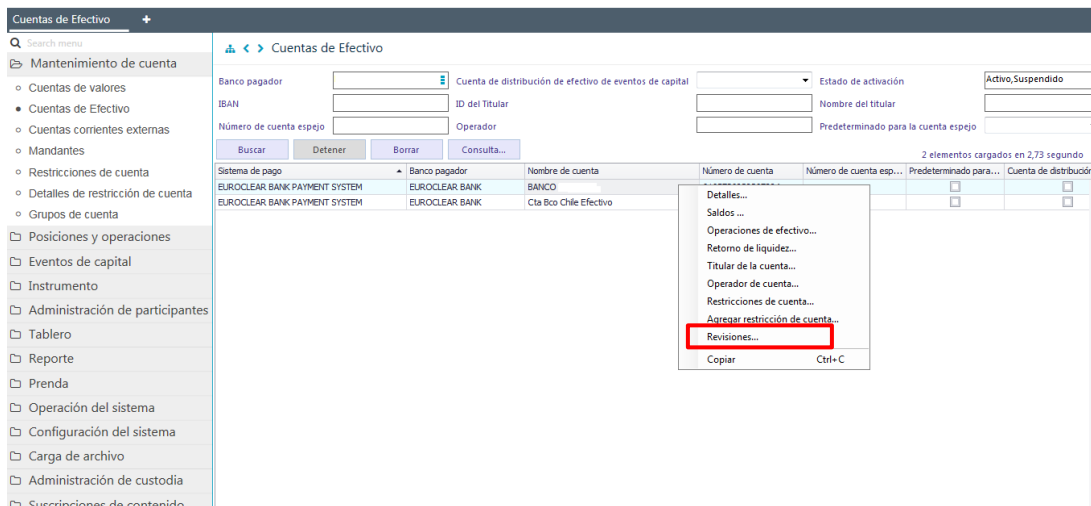 Cuentas de Efectivo +
Search menu
Mantenimiento de cuenta
Cuentas de valores
Cuentas de Efectivo
Cuentas corrientes externas
Mandantes
Restricciones de cuenta
Detalles de restricción de cuenta
Grupos de cuenta
Posiciones y operaciones
Eventos de capital
Instrumento
Administración de participantes
Tablero
Reporte
Prenda
Operación del sistema
Configuración del sistema
Carga de archivo
Administración de custodia
Suscripciones de contenido
Cuentas de Efectivo
Banco pagador Cuenta de distribución de efectivo de eventos de capital Estado de activación Activo,Suspendido
IBAN ID del Titular Nombre del titular
Número de cuenta espejo Operador Predeterminado para la cuenta espejo
Buscar Detener Borrar Consulta...
2 elementos cargados en 2,73 segundo
Sistema de pago Banco pagador Nombre de cuenta Número de cuenta Número de cuenta esp... Predeterminado para... Cuenta de distribución
EUROCLEAR BANK PAYMENT SYSTEM EUROCLEAR BANK BANCO
EUROCLEAR BANK PAYMENT SYSTEM EUROCLEAR BANK Cta Bco Chile Efectivo
Detalles...
Saldos ...
Operaciones de efectivo...
Retorno de liquidez...
Titular de la cuenta...
Operador de cuenta...
Restricciones de cuenta...
Agregar restricción de cuenta...
Revisiones...
Copiar Ctrl+C